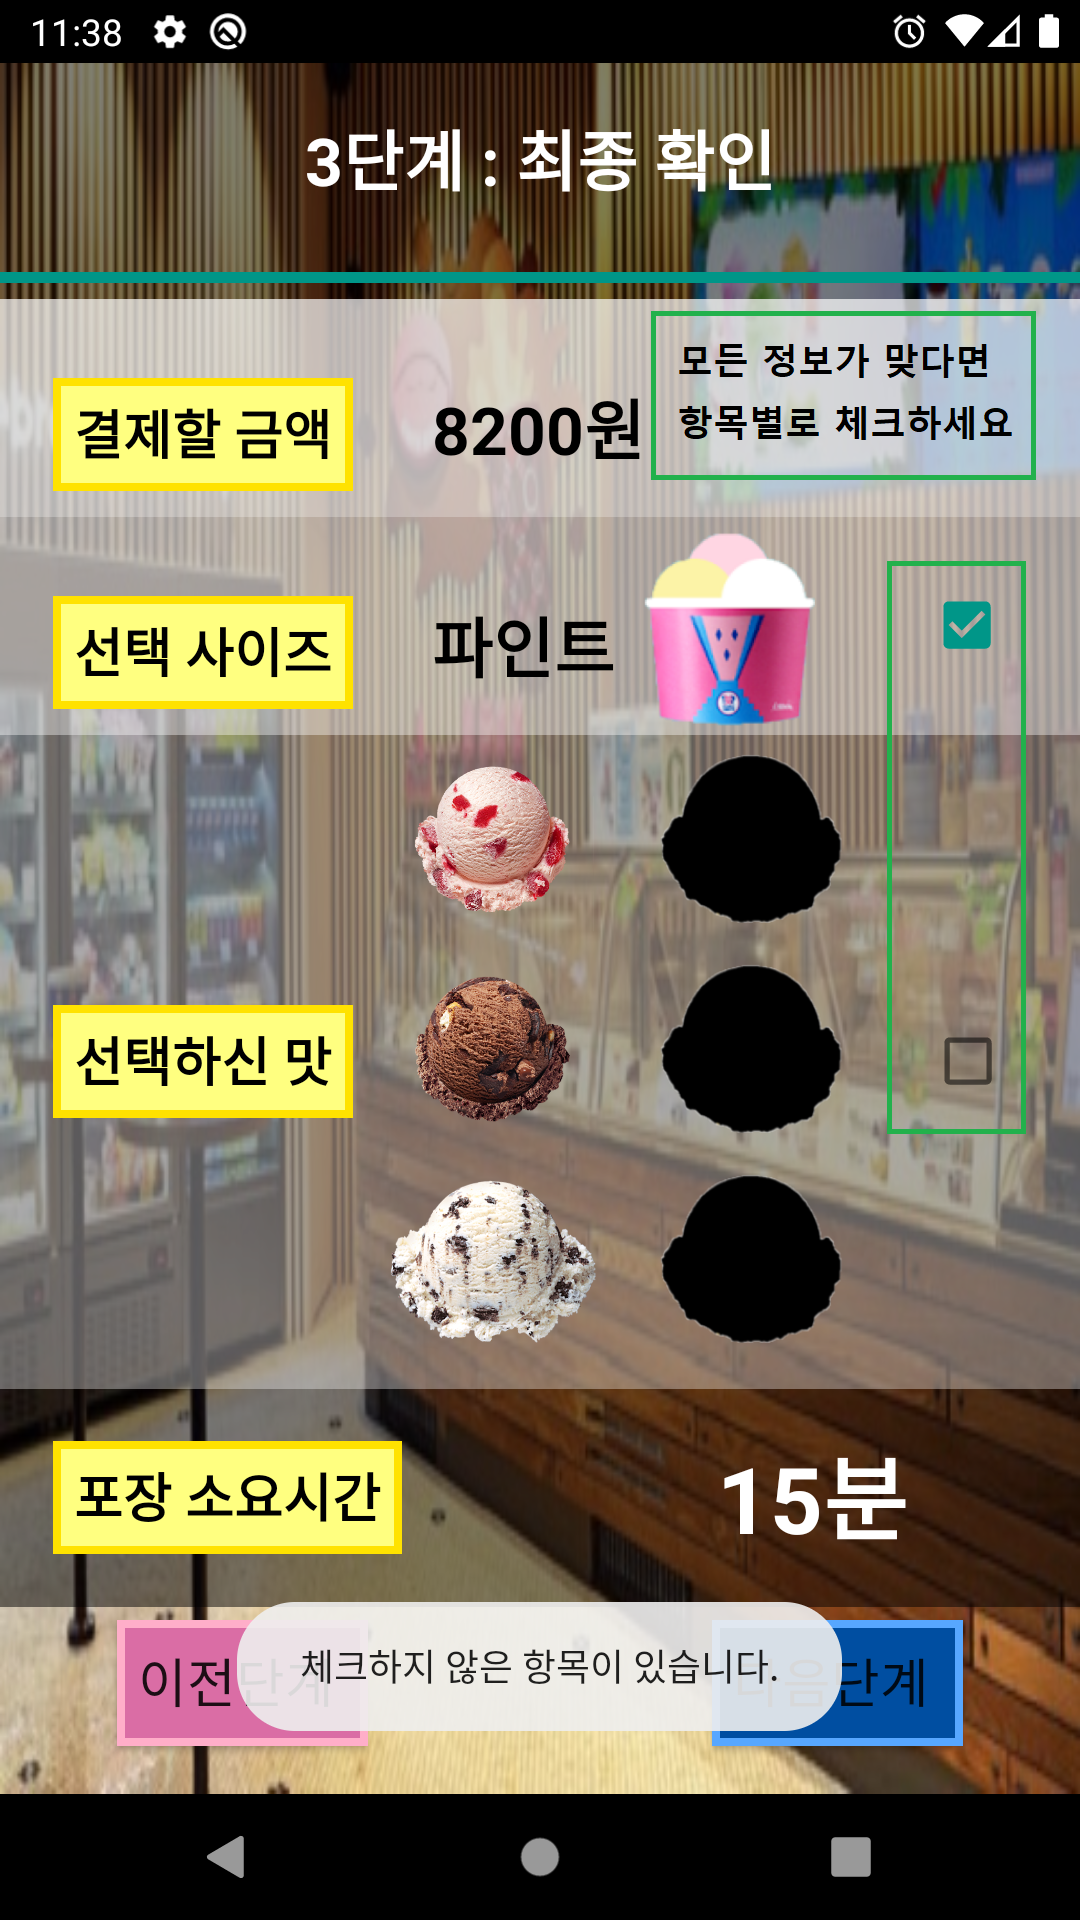 11:38
3단계 : 최종 확인
모든 정보가 맞다면
항목별로 체크하세요
결제할 금액
8200원
선택 사이즈
파인트
선택하신 맛
포장 소요시간
15분
이전단계
다음단계
체크하지 않은 항목이 있습니다.